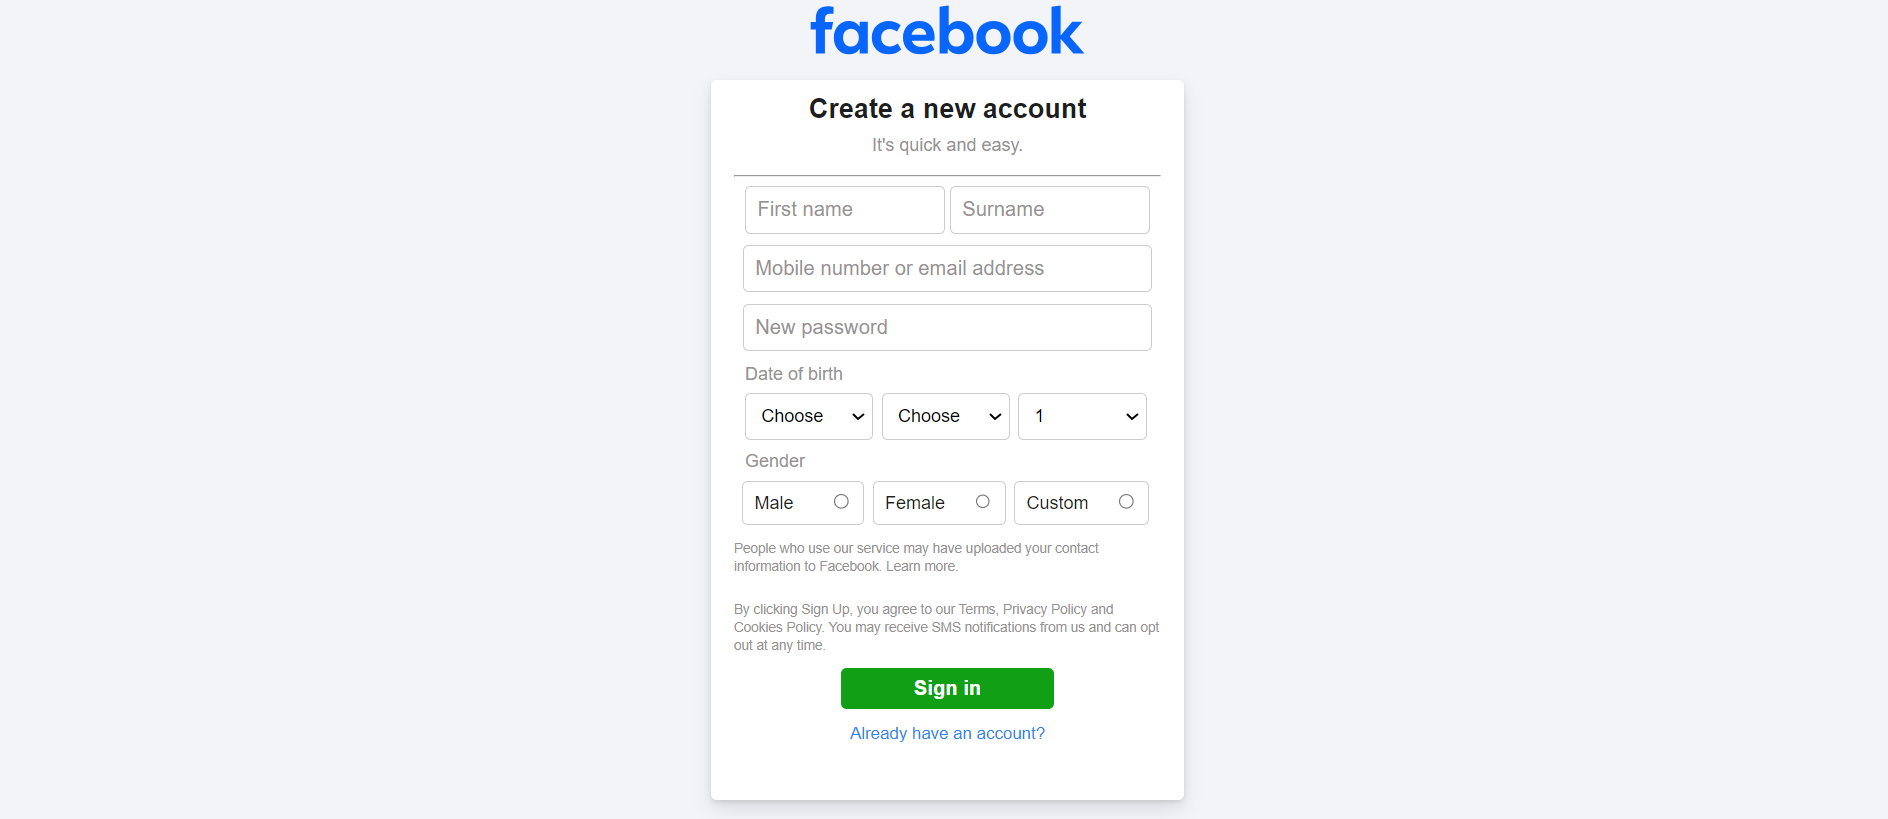 facebook
Create a new account
It's quick and easy.
First name Surname
Mobile number or email address
New password
Date of birth
Choose Choose 1
Gender
Male Female Custom
People who use our service may have uploaded your contact
information to Facebook. Learn more.
By clicking Sign Up, you agree to our Terms, Privacy Policy and
Cookies Policy. You may receive SMS notifications from us and can opt
out at any time.
Sign in
Already have an account?